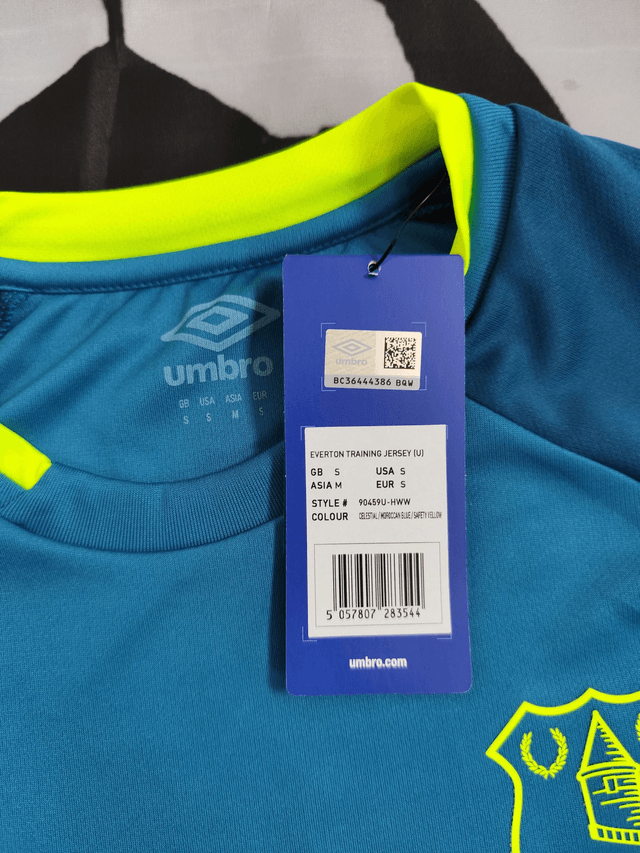 umbro
GB USA ASIA EUR
S S M S
umbro
BC36444386 BQW
EVERTON TRAINING JERSEY (U)
GB S USA S
ASIA M EUR S
STYLE # 90459U-HWW
COLOUR CELESTIAL / MOROCCAN BLUE / SAFETY YELLOW
5 057807 283544
umbro.com